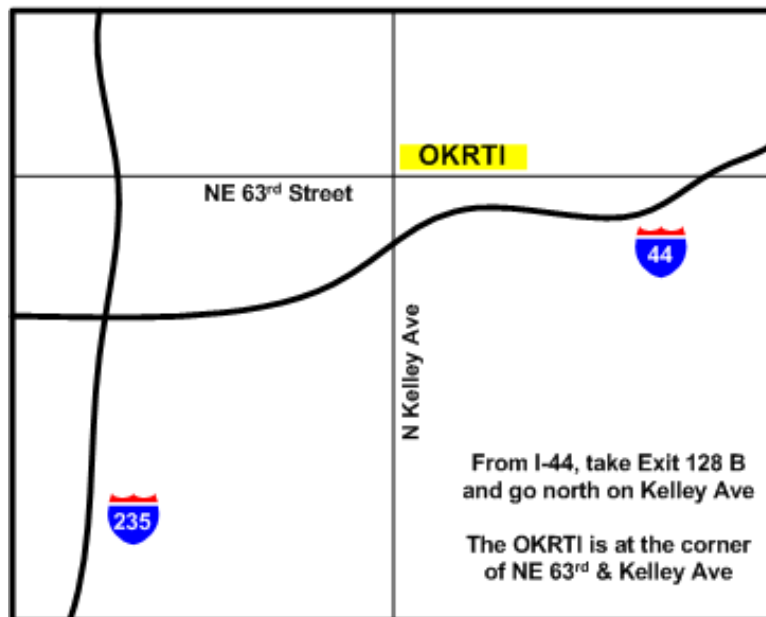 OKRTI
NE 63rd Street
44
N Kelley Ave
From I-44, take Exit 128 B
and go north on Kelley Ave
235
The OKRTI is at the corner
of NE 63rd & Kelley Ave